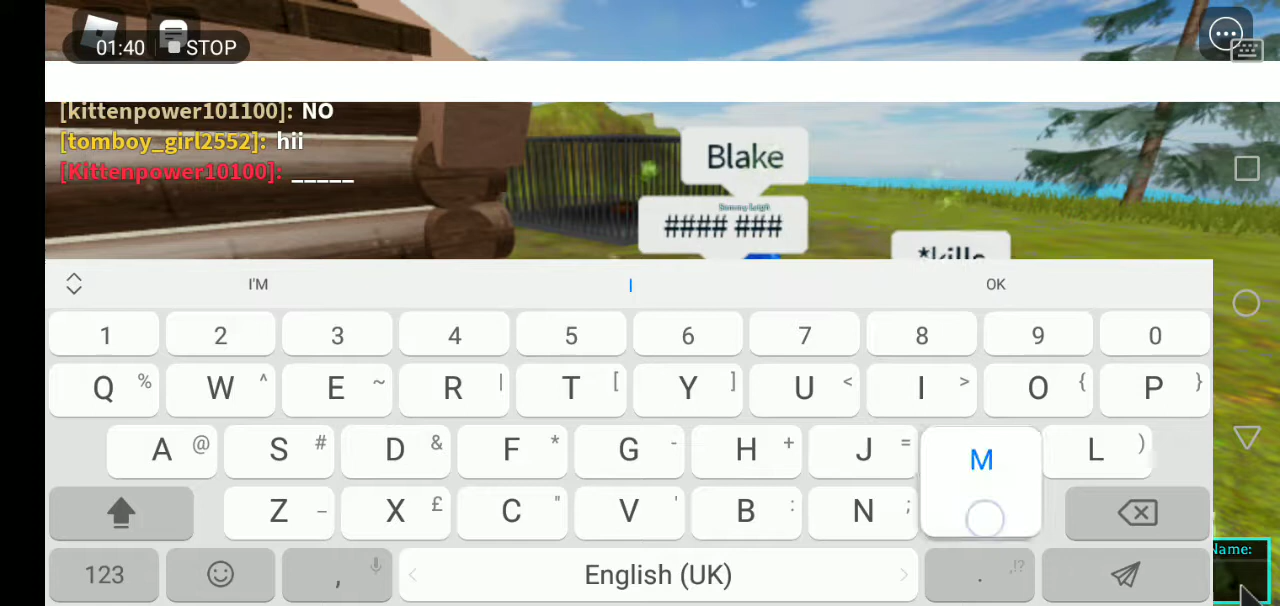 01:40 STOP
[kittenpower101100]: NO
[tomboy_girl2552]: hii
[Kittenpower10100]: _____
Blake
#### ###
*kills
I'M I OK
1 2 3 4 5 6 7 8 9 0
Q % W ^ E ~ R | T [ Y ] U < I > O { P }
A @ S # D & F * G - H + J = L )
Z _ X £ C " V ' B : N ; M
123 , English (UK) . ,!?
Name: